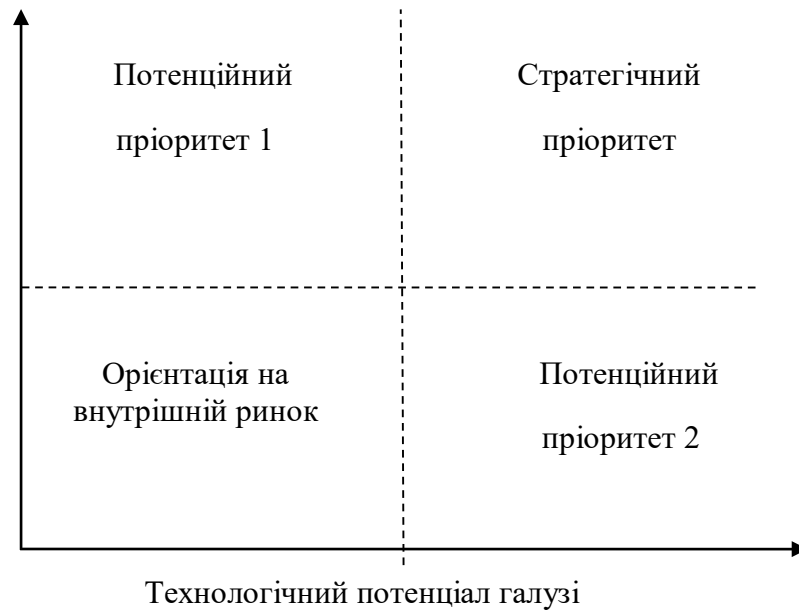 Потенційний
пріоритет 1
Стратегічний
пріоритет
Орієнтація на
внутрішній ринок
Потенційний
пріоритет 2
Технологічний потенціал галузі